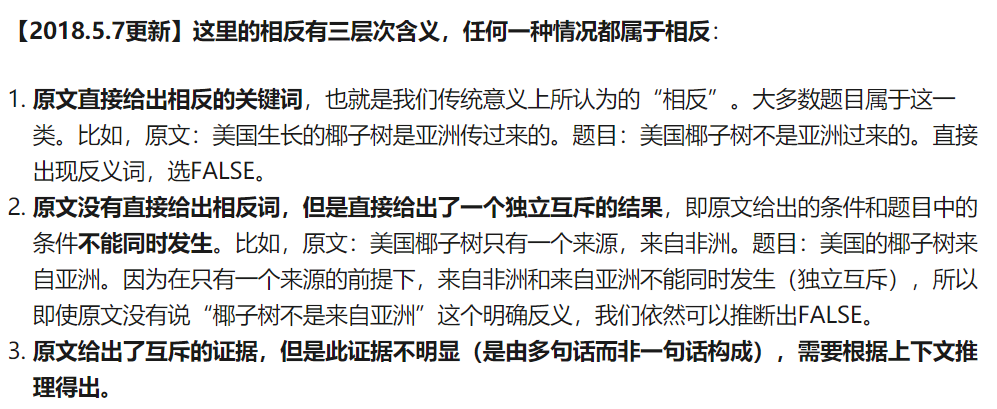 【2018.5.7更新】这里的相反有三层次含义，任何一种情况都属于相反：
1. 原文直接给出相反的关键词，也就是我们传统意义上所认为的“相反”。大多数题目属于这一
类。比如，原文：美国生长的椰子树是亚洲传过来的。题目：美国椰子树不是亚洲过来的。直接
出现反义词，选FALSE。
2. 原文没有直接给出相反词，但是直接给出了一个独立互斥的结果，即原文给出的条件和题目中的
条件不能同时发生。比如，原文：美国椰子树只有一个来源，来自非洲。题目：美国的椰子树来
自亚洲。因为在只有一个来源的前提下，来自非洲和来自亚洲不能同时发生（独立互斥），所以
即使原文没有说“椰子树不是来自亚洲”这个明确反义，我们依然可以推断出FALSE。
3. 原文给出了互斥的证据，但是此证据不明显（是由多句话而非一句话构成），需要根据上下文推
理得出。